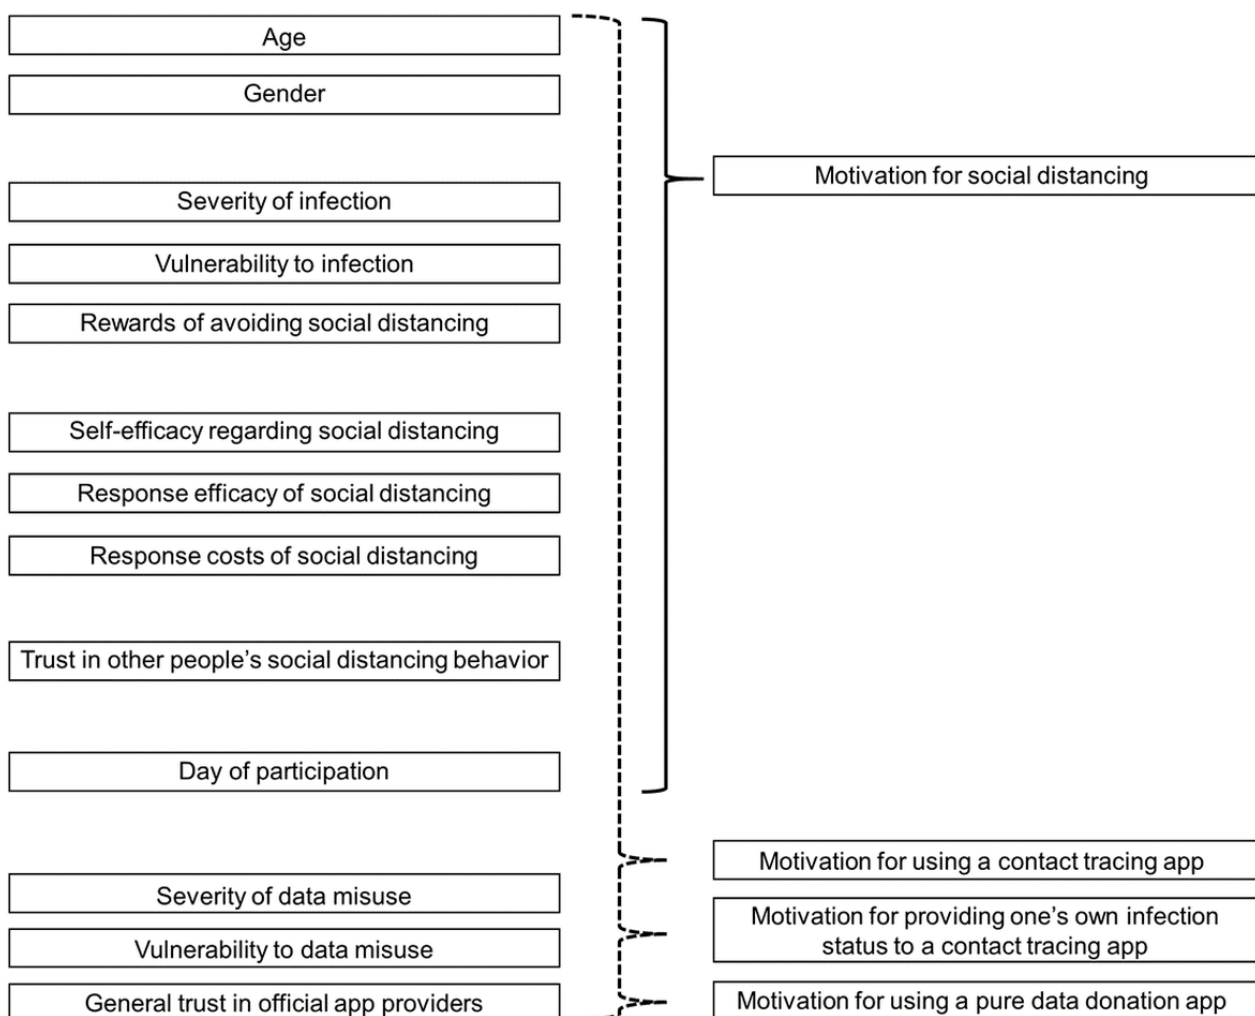 Age
Gender
Severity of infection
Vulnerability to infection
Rewards of avoiding social distancing
Self-efficacy regarding social distancing
Response efficacy of social distancing
Response costs of social distancing
Trust in other people’s social distancing behavior
Day of participation
Severity of data misuse
Vulnerability to data misuse
General trust in official app providers
Motivation for social distancing
Motivation for using a contact tracing app
Motivation for providing one’s own infection
status to a contact tracing app
Motivation for using a pure data donation app